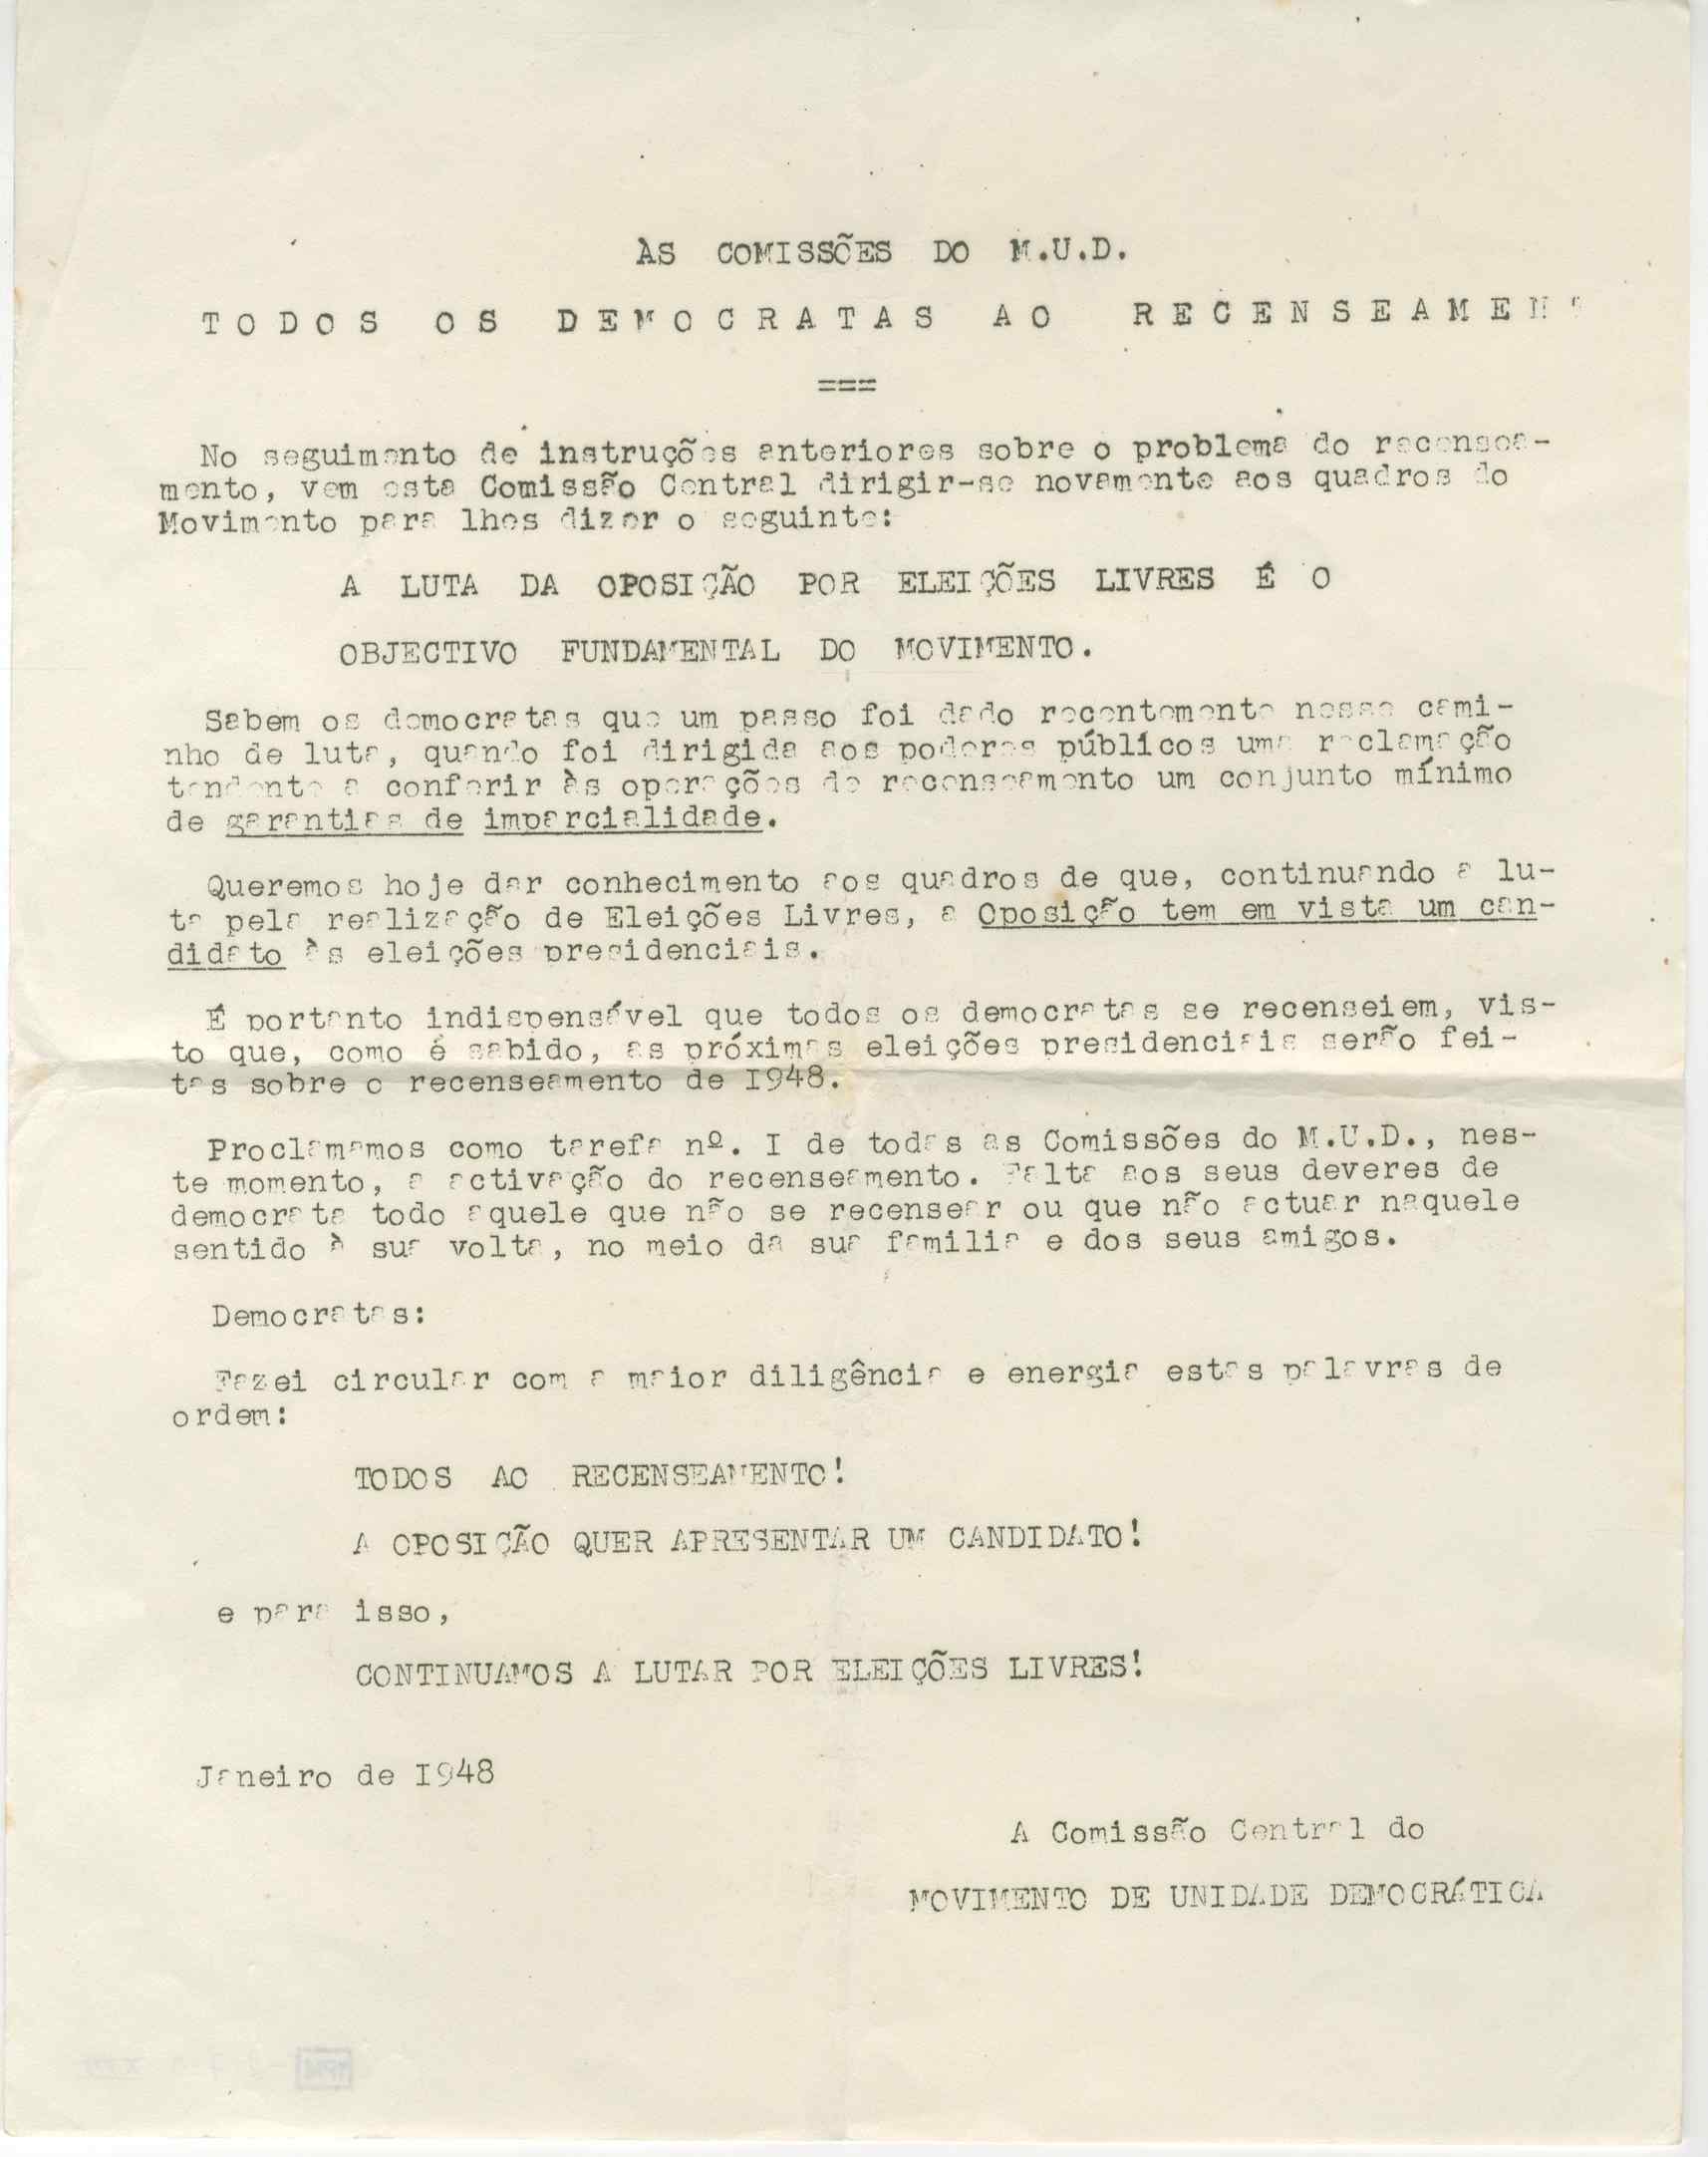 ÀS COMISSÕES DO M.U.D.
TODOS OS DEMOCRATAS AO RECENSEAMEN
===
No seguimento de instruções anteriores sobre o problema do recensea-
mento, vem esta Comissão Central dirigir-se novamente aos quadros do
Movimento para lhes dizer o seguinte:
A LUTA DA OPOSIÇÃO POR ELEIÇÕES LIVRES É O
OBJECTIVO FUNDAMENTAL DO MOVIMENTO.
Sabem os democratas que um passo foi dado recentemente nesse cami-
nho de luta, quando foi dirigida aos poderes públicos uma reclamação
tendente a conferir às operações de recenseamento um conjunto mínimo
de garantias de imparcialidade.
Queremos hoje dar conhecimento aos quadros de que, continuando a lu-
ta pela realização de Eleições Livres, a Oposição tem em vista um can-
didato às eleições presidenciais.
É portanto indispensável que todos os democratas se recenseiem, vis-
to que, como é sabido, as próximas eleições presidenciais serão fei-
tas sobre o recenseamento de I948.
Proclamamos como tarefa nº. I de todas as Comissões do M.U.D., nes-
te momento, a activação do recenseamento. Falta aos seus deveres de
democrata todo aquele que não se recensear ou que não actuar naquele
sentido à sua volta, no meio da sua familia e dos seus amigos.
Democratas:
Fazei circular com a maior diligência e energia estas palavras de
ordem:
TODOS AO RECENSEAMENTO!
A OPOSIÇÃO QUER APRESENTAR UM CANDIDATO!
e para isso,
CONTINUAMOS A LUTAR POR ELEIÇÕES LIVRES!
Janeiro de I948
A Comissão Central do
MOVIMENTO DE UNIDADE DEMOCRÁTICA